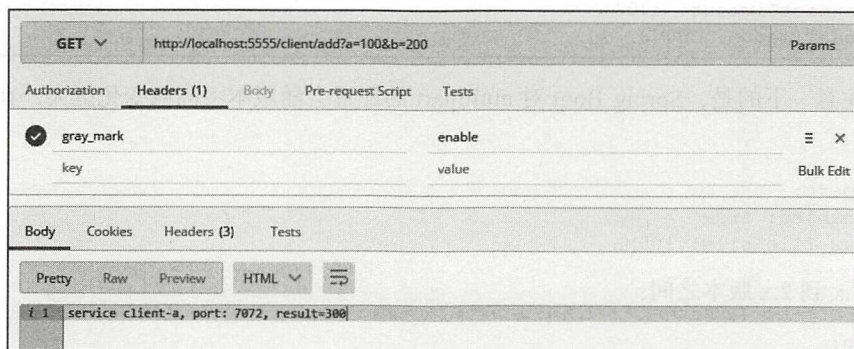 GET http://localhost:5555/client/add?a=100&b=200 Params
Authorization Headers (1) Body Pre-request Script Tests
gray_mark enable
key value Bulk Edit
Body Cookies Headers (3) Tests
Pretty Raw Preview HTML
i 1 service client-a, port: 7072, result=300